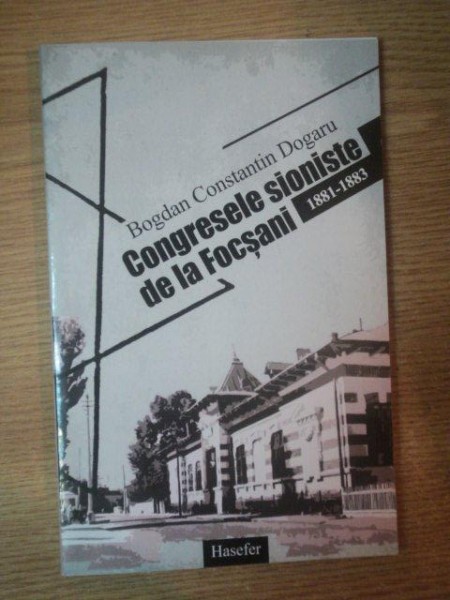 Bogdan Constantin Dogaru
Congresele sioniste
de la Focșani
1881-1883
Hasefer